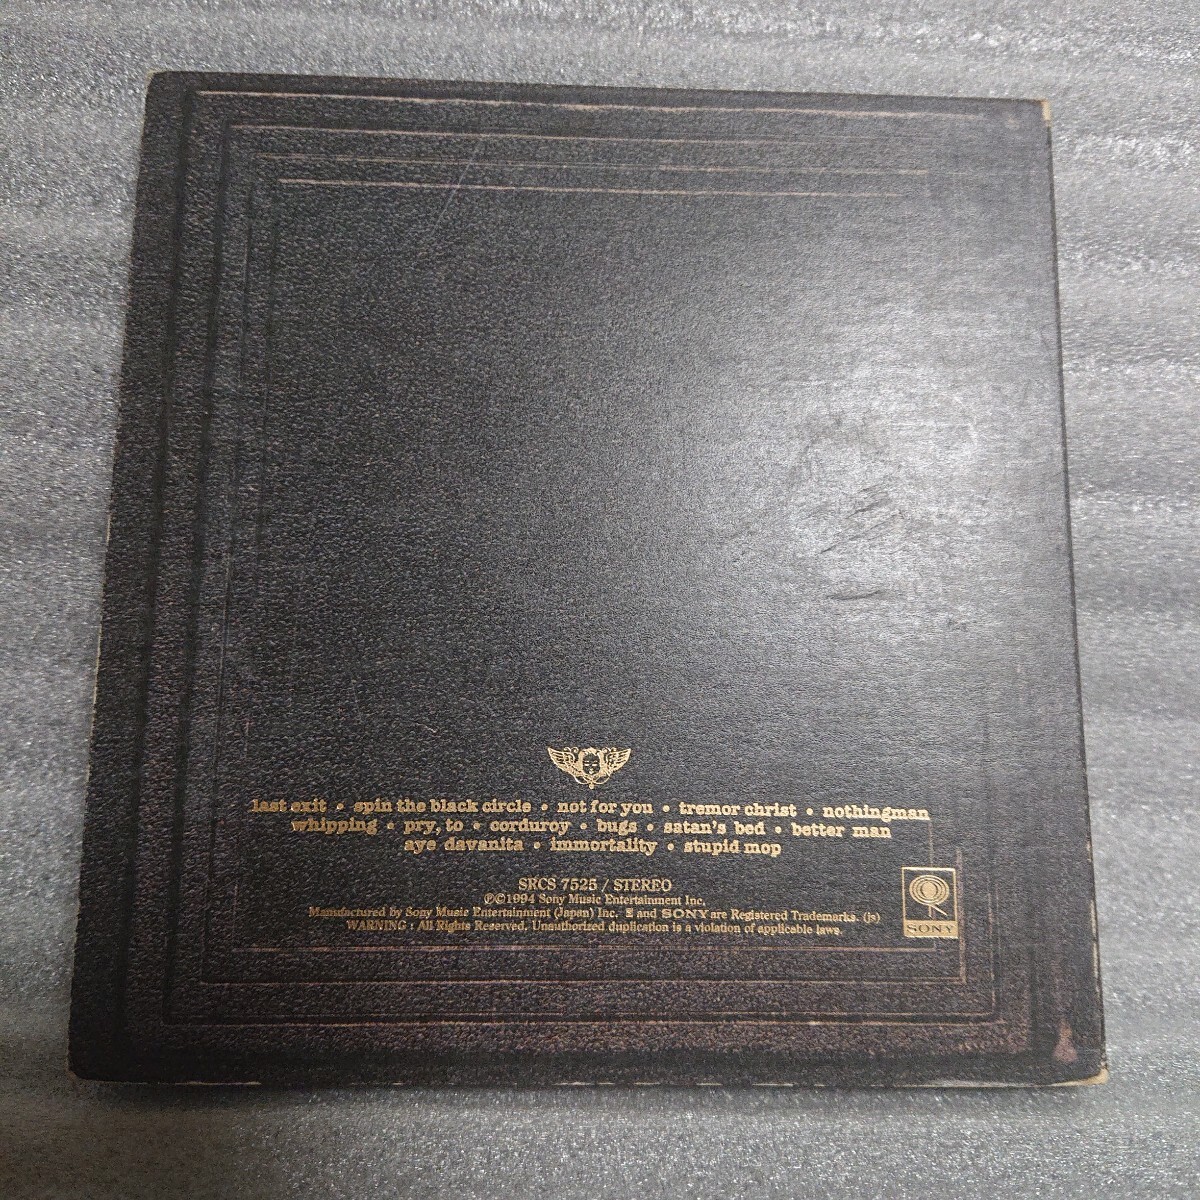 last exit • spin the black circle • not for you • tremor christ • nothingman
whipping • pry, to • corduroy • bugs • satan's bed • better man
aye davanita • immortality • stupid mop
SRCS 7525 / STEREO
℗©1994 Sony Music Entertainment Inc.
Manufactured by Sony Music Entertainment (Japan) Inc. and SONY are Registered Trademarks. (js)
WARNING : All Rights Reserved. Unauthorized duplication is a violation of applicable laws.
SONY